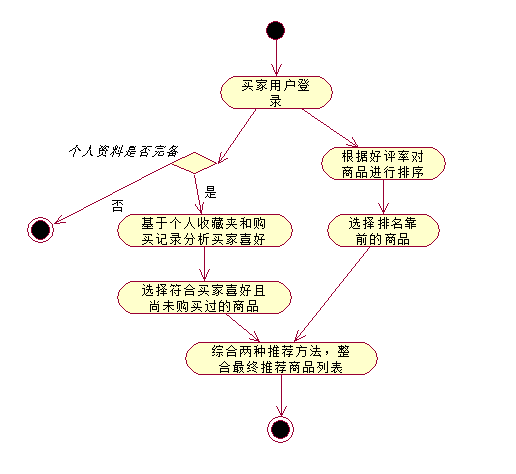 买家用户登
录
个人资料是否完备
根据好评率对
商品进行排序
是
否
基于个人收藏夹和购
买记录分析买家喜好
选择排名靠
前的商品
选择符合买家喜好且
尚未购买过的商品
综合两种推荐方法，整
合最终推荐商品列表